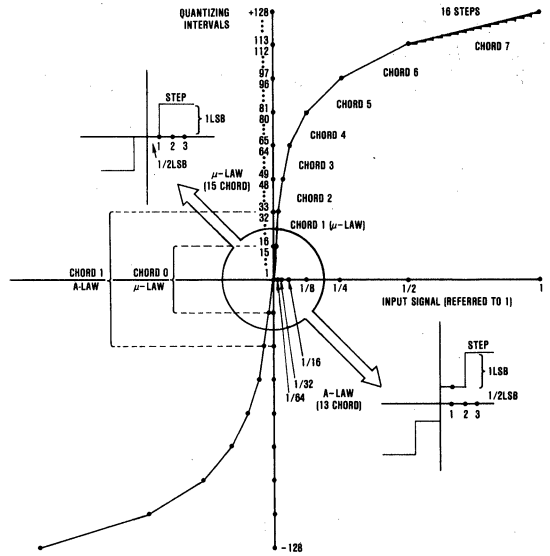 QUANTIZING
INTERVALS
+128
16 STEPS
113
112
CHORD 7
CHORD 6
97
96
CHORD 5
81
80
CHORD 4
65
64
CHORD 3
49
48
CHORD 2
33
32
CHORD 1 (μ-LAW)
16
15
1
STEP
1LSB
1 2 3
1/2LSB
μ-LAW
(15 CHORD)
CHORD 1
A-LAW
CHORD 0
μ-LAW
1/8
1/4
1/2
1
INPUT SIGNAL (REFERRED TO 1)
1/16
1/32
1/64
A-LAW
(13 CHORD)
STEP
1LSB
1/2LSB
1 2 3
-128